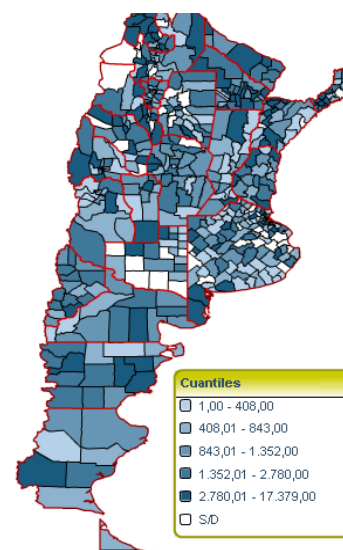 Cuantiles
1,00 - 408,00
408,01 - 843,00
843,01 - 1.352,00
1.352,01 - 2.780,00
2.780,01 - 17.379,00
S/D